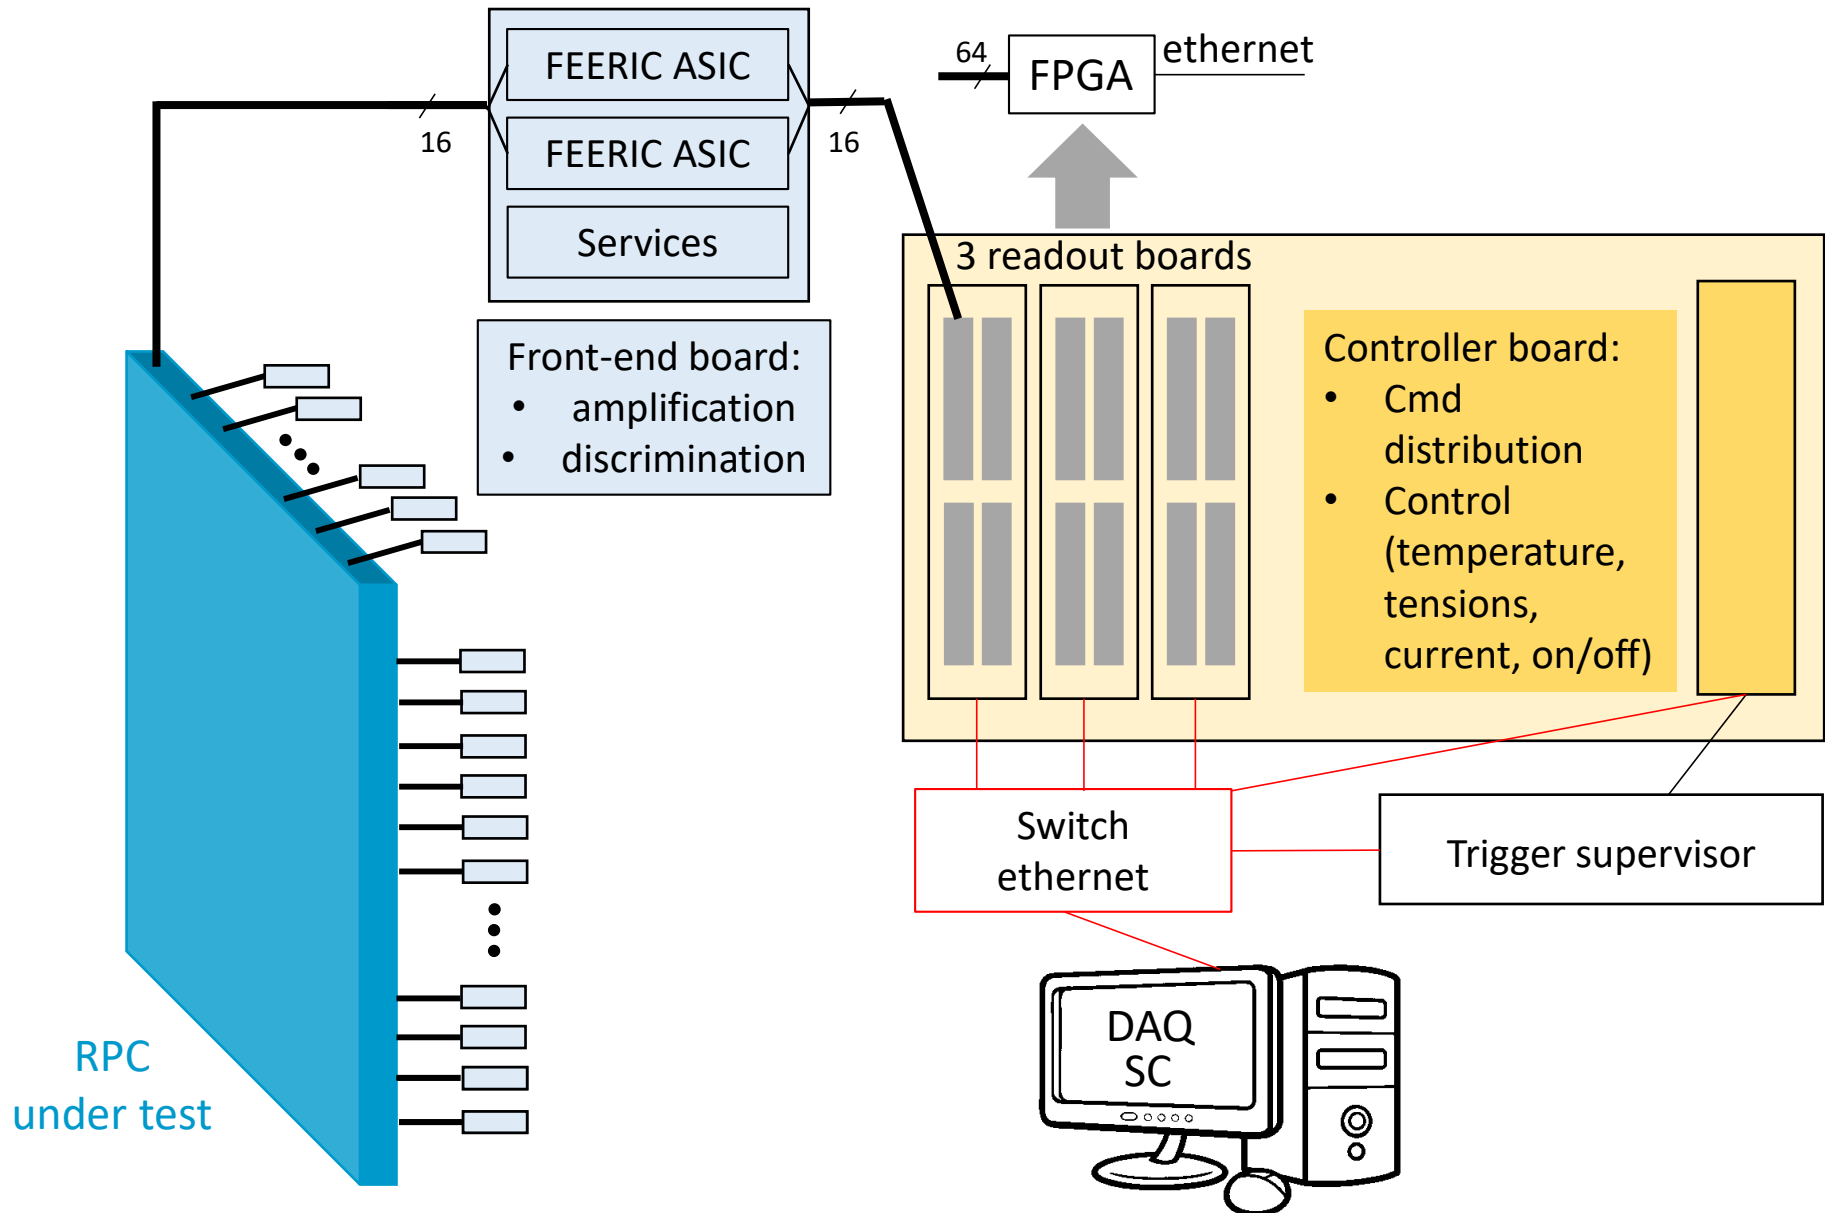 FEERIC ASIC
FEERIC ASIC
Services
16
16
64
FPGA
ethernet
Front-end board:
• amplification
• discrimination
3 readout boards
Controller board:
• Cmd
distribution
• Control
(temperature,
tensions,
current, on/off)
Switch
ethernet
Trigger supervisor
DAQ
SC
RPC
under test